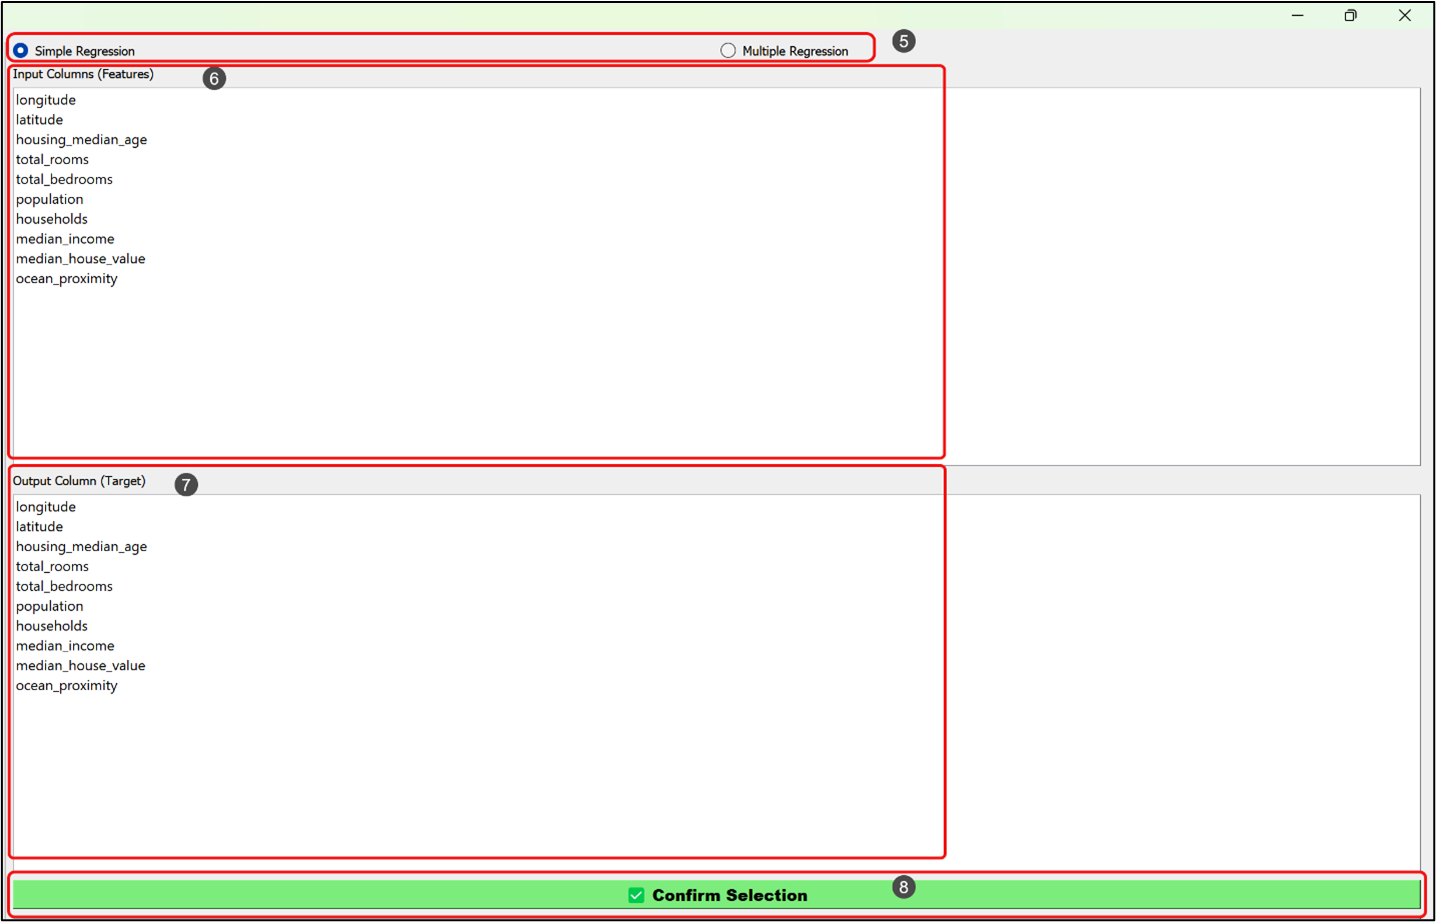 Simple Regression Multiple Regression 5
Input Columns (Features) 6
longitude
latitude
housing_median_age
total_rooms
total_bedrooms
population
households
median_income
median_house_value
ocean_proximity
Output Column (Target) 7
longitude
latitude
housing_median_age
total_rooms
total_bedrooms
population
households
median_income
median_house_value
ocean_proximity
Confirm Selection 8